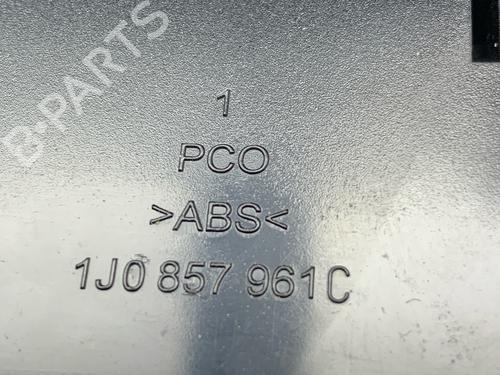 B-PARTS
1
PCO
>ABS<
1J0 857 961C